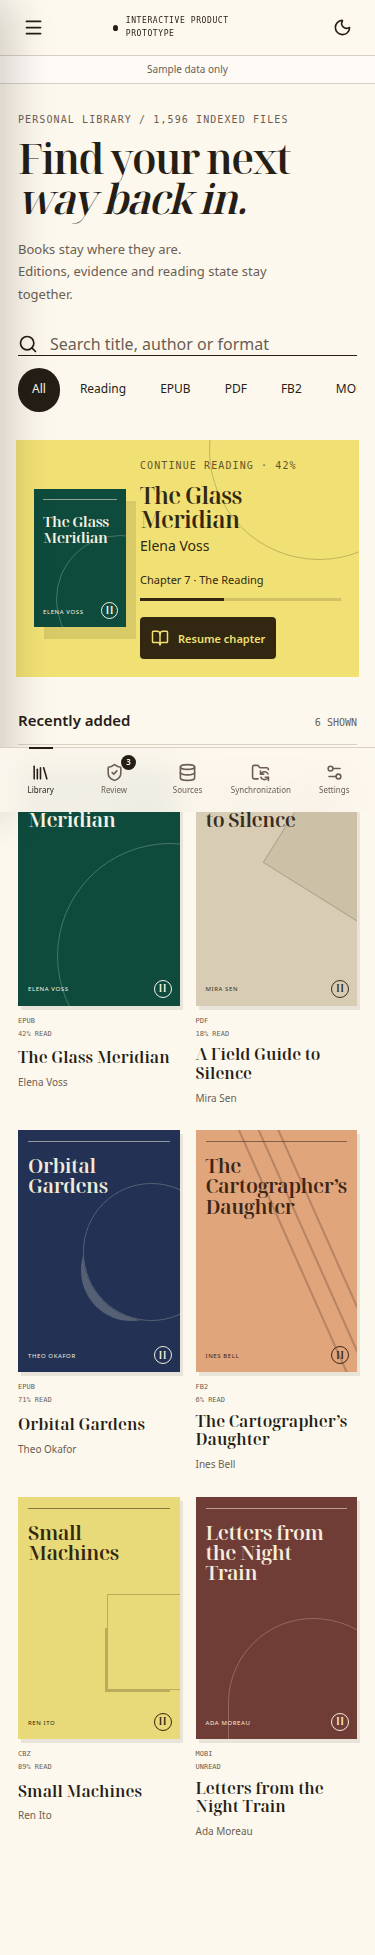 INTERACTIVE PRODUCT
PROTOTYPE
Sample data only
PERSONAL LIBRARY / 1,596 INDEXED FILES
Find your next
way back in.
Books stay where they are.
Editions, evidence and reading state stay
together.
Search title, author or format
All
Reading
EPUB
PDF
FB2
MO
CONTINUE READING · 42%
The Glass
Meridian
Elena Voss
Chapter 7 · The Reading
Resume chapter
The Glass
Meridian
ELENA VOSS
Recently added
6 SHOWN
Library
Review
3
Sources
Synchronization
Settings
Meridian
ELENA VOSS
to Silence
MIRA SEN
EPUB
42% READ
The Glass Meridian
Elena Voss
PDF
18% READ
A Field Guide to
Silence
Mira Sen
Orbital
Gardens
THEO OKAFOR
The
Cartographer’s
Daughter
INES BELL
EPUB
71% READ
Orbital Gardens
Theo Okafor
FB2
6% READ
The Cartographer’s
Daughter
Ines Bell
Small
Machines
REN ITO
Letters from
the Night
Train
ADA MOREAU
CBZ
89% READ
Small Machines
Ren Ito
MOBI
UNREAD
Letters from the
Night Train
Ada Moreau